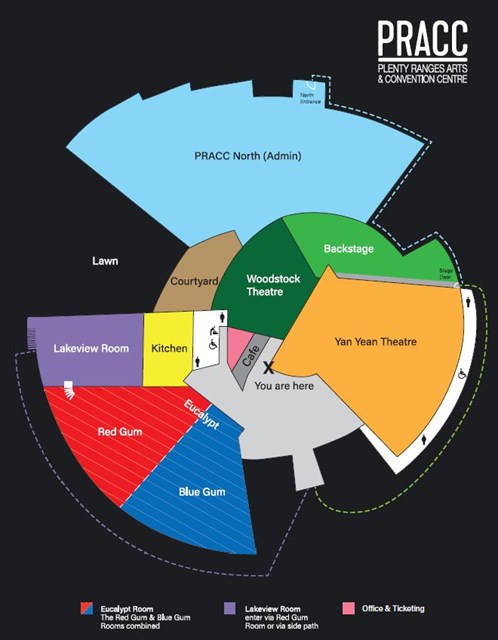 PRACC
PLENTY RANGES ARTS
& CONVENTION CENTRE
North
Entrance
PRACC North (Admin)
Backstage
Lawn
Stage
Door
Courtyard
Woodstock
Theatre
Yan Yean Theatre
Lakeview Room
Kitchen
Cafe
X
You are here
Eucalypt
Red Gum
Blue Gum
Eucalypt Room
The Red Gum & Blue Gum
Rooms combined
Lakeview Room
enter via Red Gum
Room or via side path
Office & Ticketing